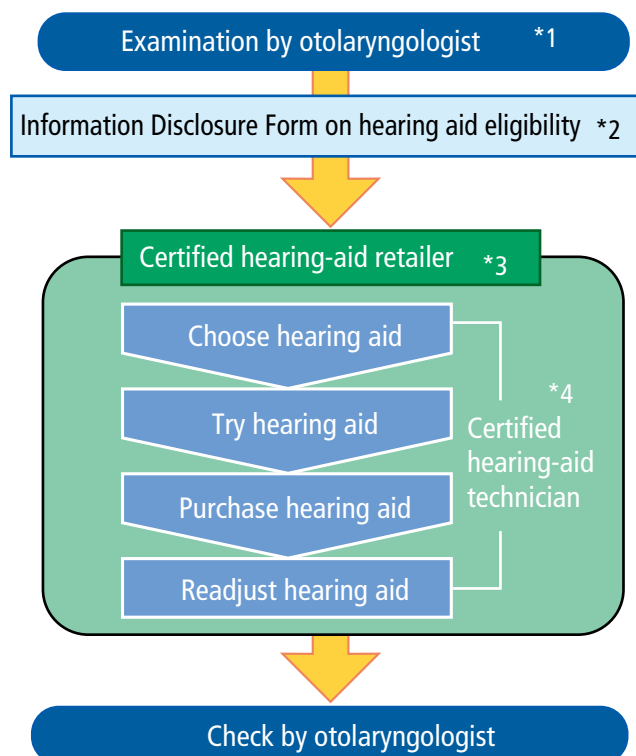 Examination by otolaryngologist *1
Information Disclosure Form on hearing aid eligibility *2
Certified hearing-aid retailer *3
Choose hearing aid
Try hearing aid
Purchase hearing aid
Readjust hearing aid
*4
Certified
hearing-aid
technician
Check by otolaryngologist